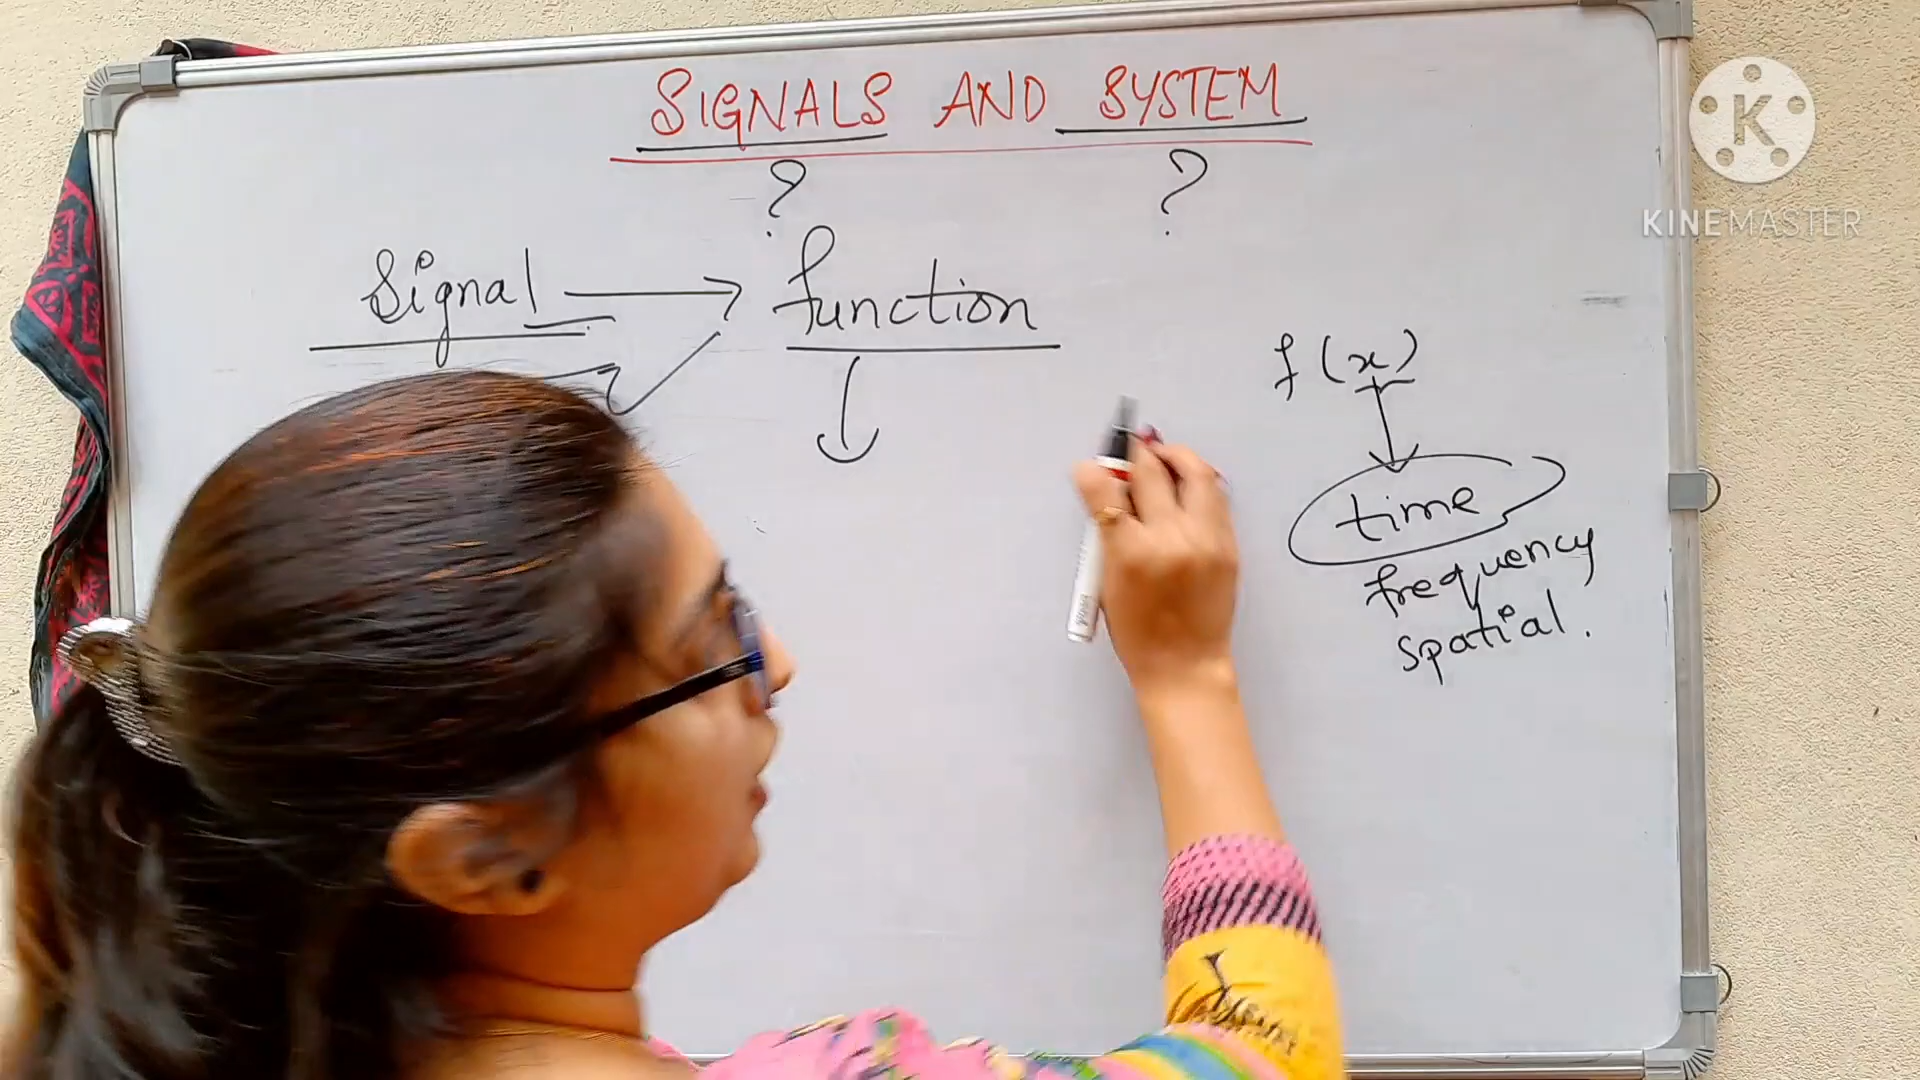 SIGNALS AND SYSTEM
? ?
Signal → function
f(x)
time
frequency
spatial.
K
KINEMASTER